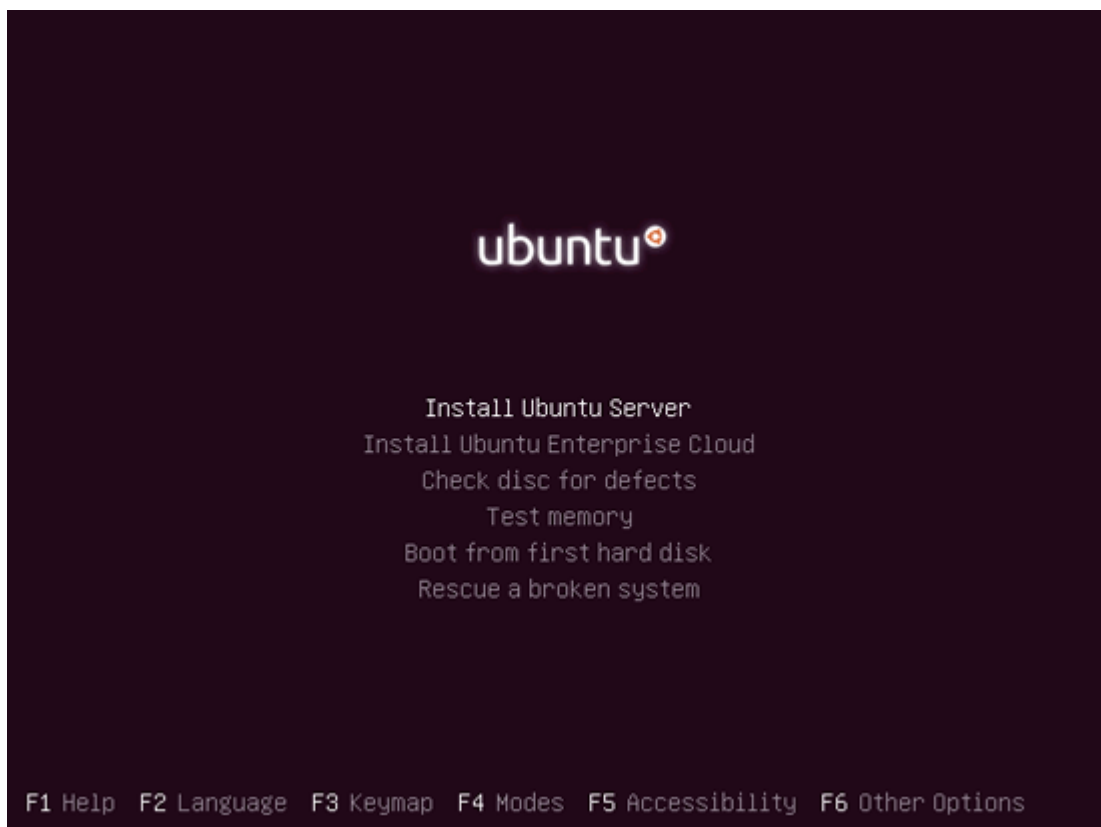 ubuntu
Install Ubuntu Server
Install Ubuntu Enterprise Cloud
Check disc for defects
Test memory
Boot from first hard disk
Rescue a broken system
F1 Help F2 Language F3 Keymap F4 Modes F5 Accessibility F6 Other Options